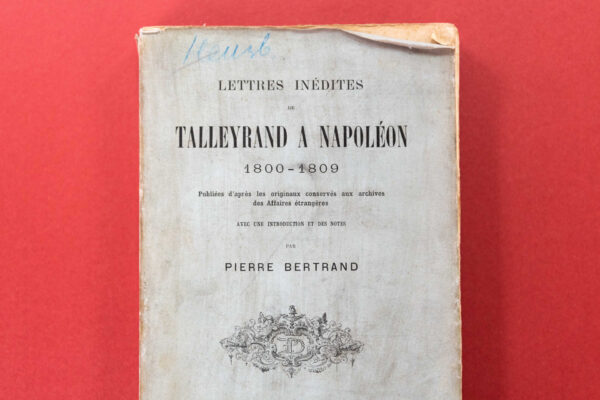 LETTRES INÉDITES
DE
TALLEYRAND A NAPOLÉON
1800-1809
Publiées d'après les originaux conservés aux archives
des Affaires étrangères
AVEC UNE INTRODUCTION ET DES NOTES
PAR
PIERRE BERTRAND